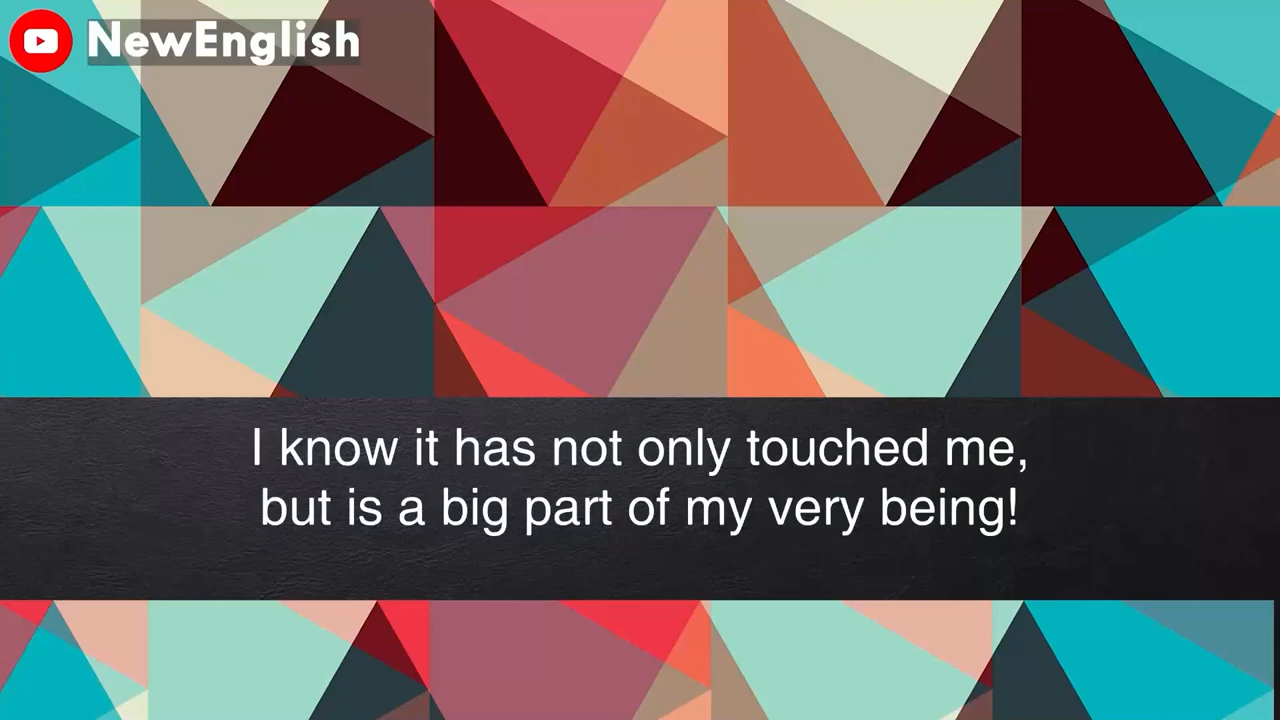 NewEnglish
I know it has not only touched me,
but is a big part of my very being!